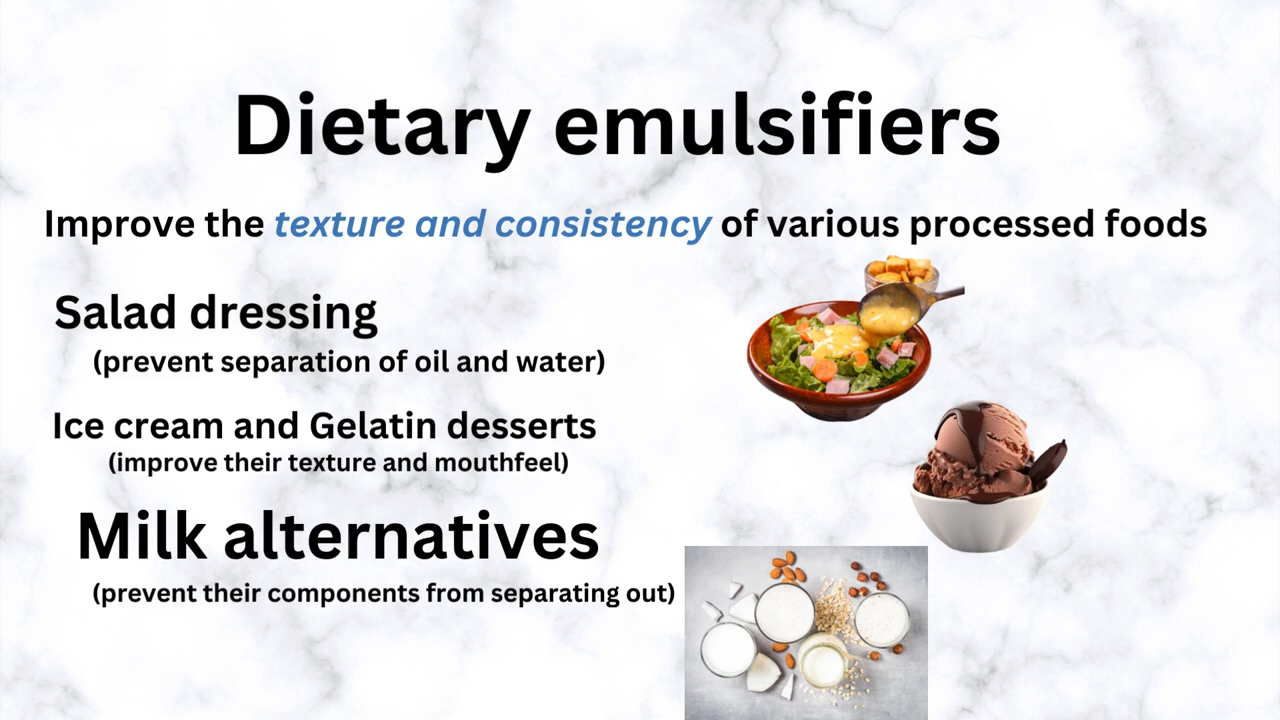 Dietary emulsifiers
Improve the texture and consistency of various processed foods
Salad dressing
(prevent separation of oil and water)
Ice cream and Gelatin desserts
(improve their texture and mouthfeel)
Milk alternatives
(prevent their components from separating out)